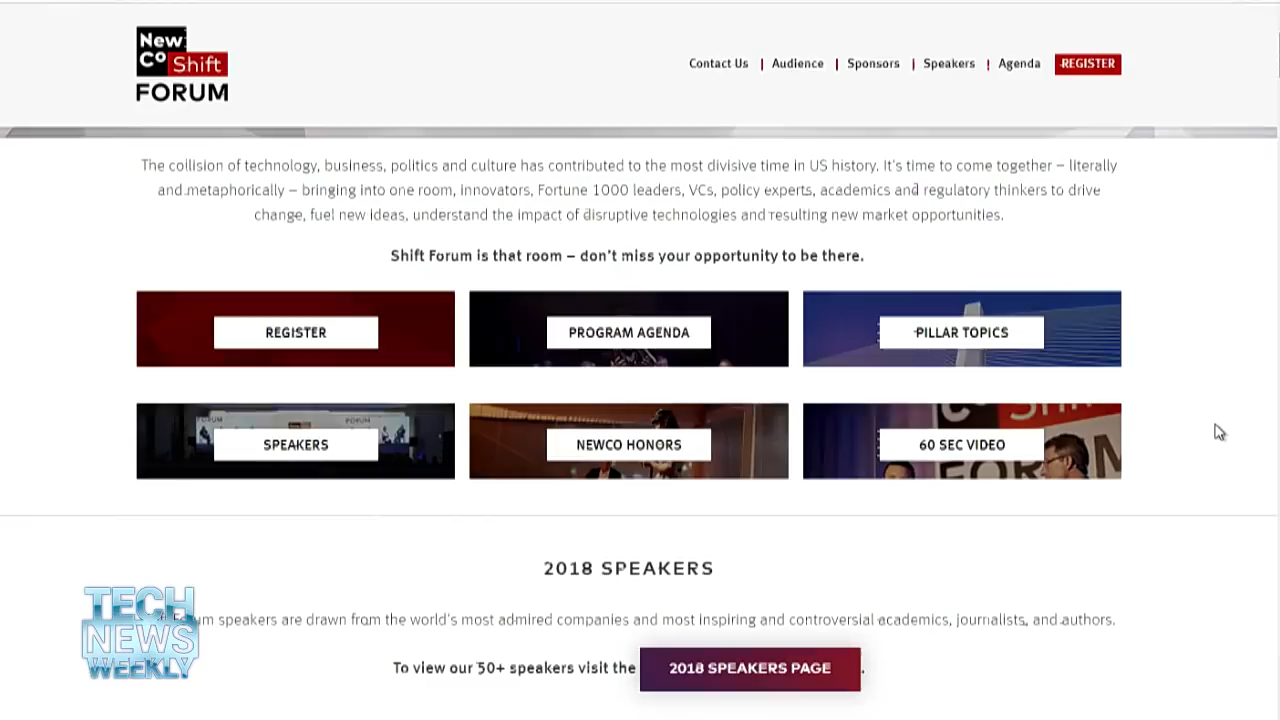 New
Co Shift
FORUM
Contact Us | Audience | Sponsors | Speakers | Agenda REGISTER
The collision of technology, business, politics and culture has contributed to the most divisive time in US history. It's time to come together – literally
and metaphorically – bringing into one room, innovators, Fortune 1000 leaders, VCs, policy experts, academics and regulatory thinkers to drive
change, fuel new ideas, understand the impact of disruptive technologies and resulting new market opportunities.
Shift Forum is that room – don't miss your opportunity to be there.
REGISTER
PROGRAM AGENDA
PILLAR TOPICS
FORUM
SPEAKERS
NEWCO HONORS
60 SEC VIDEO
2018 SPEAKERS
speakers are drawn from the world's most admired companies and most inspiring and controversial academics, journalists, and authors.
To view our 50+ speakers visit the 2018 SPEAKERS PAGE.
TECH
NEWS
WEEKLY